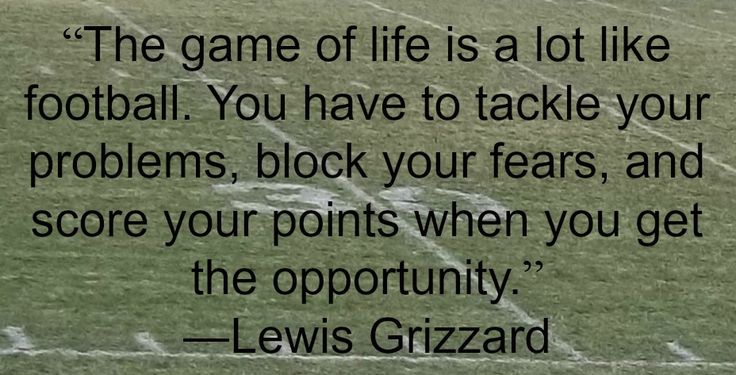 “The game of life is a lot like
football. You have to tackle your
problems, block your fears, and
score your points when you get
the opportunity.”
—Lewis Grizzard